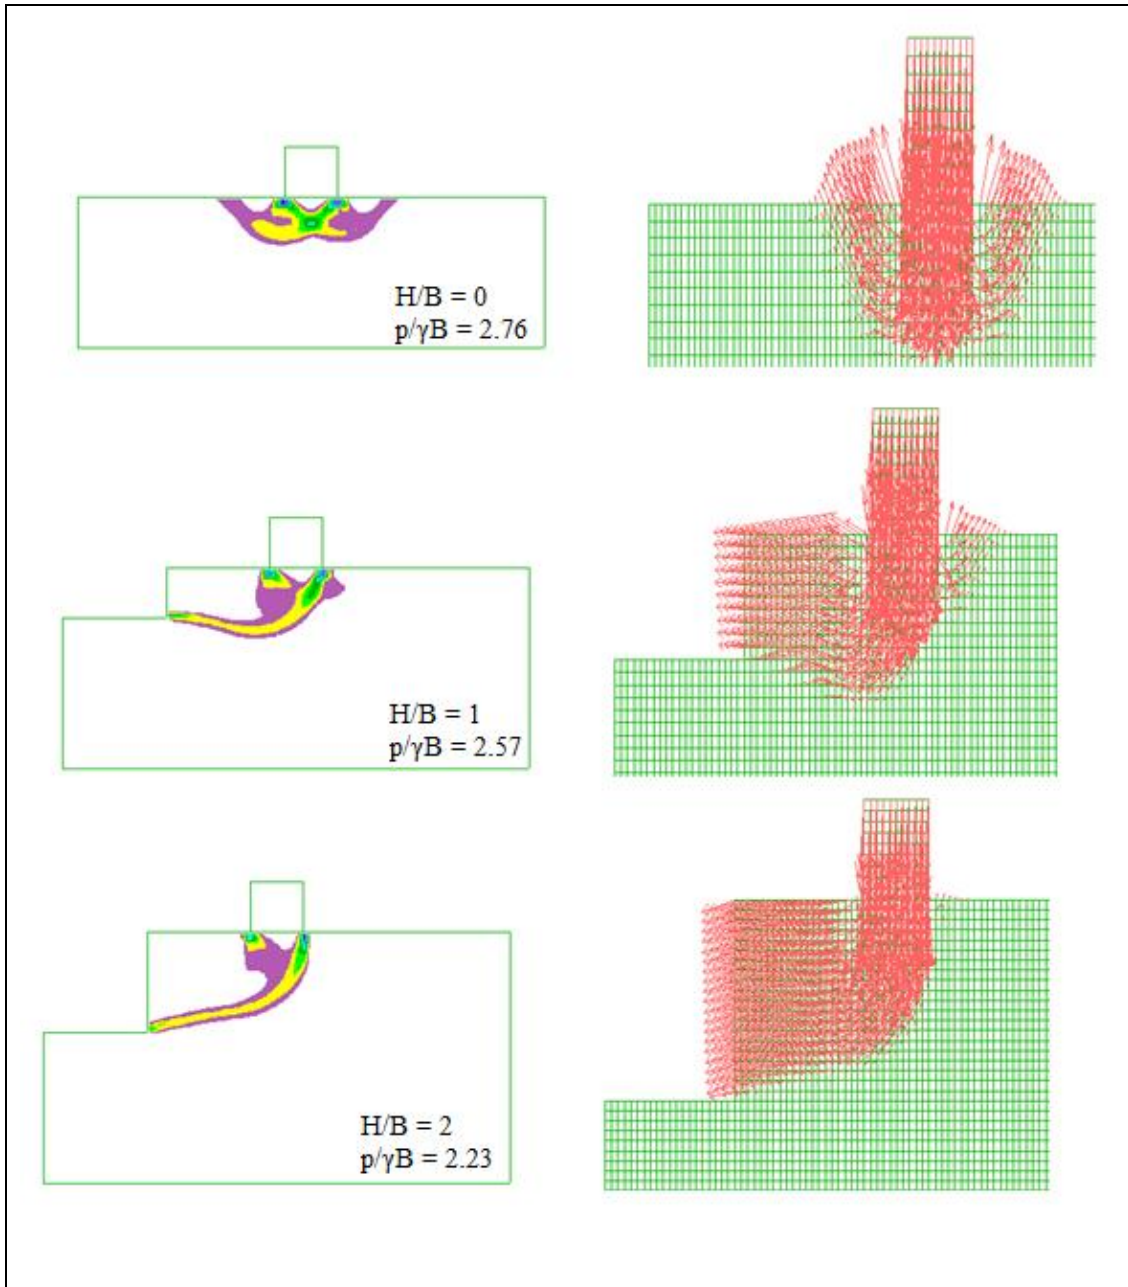 H/B = 0
p/γB = 2.76
H/B = 1
p/γB = 2.57
H/B = 2
p/γB = 2.23